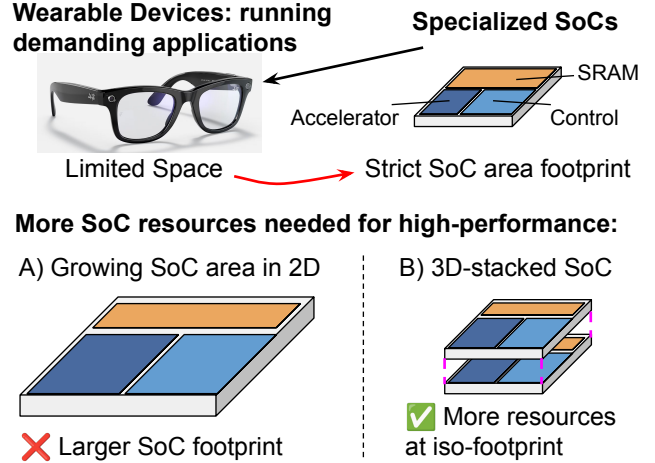 Wearable Devices: running
demanding applications
Specialized SoCs
SRAM
Accelerator
Control
Limited Space
Strict SoC area footprint
More SoC resources needed for high-performance:
A) Growing SoC area in 2D
B) 3D-stacked SoC
❌ Larger SoC footprint
✅ More resources
at iso-footprint